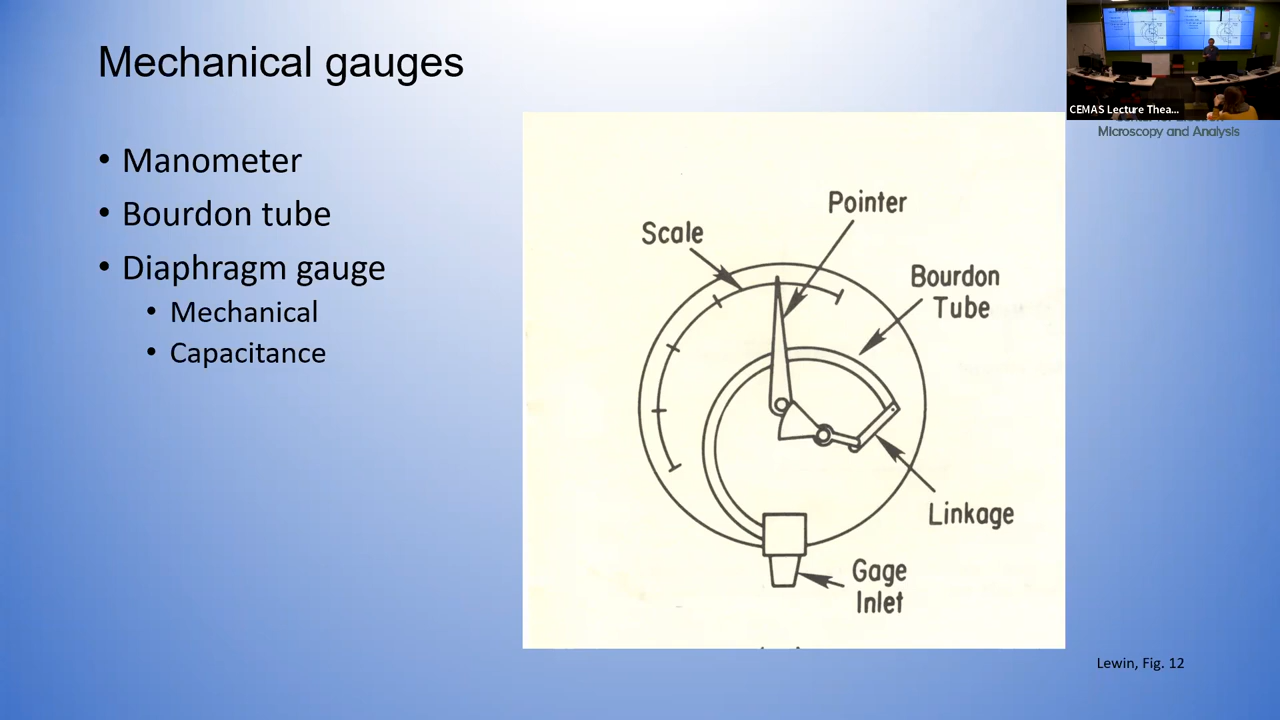 Mechanical gauges
• Manometer
• Bourdon tube
• Diaphragm gauge
• Mechanical
• Capacitance
Pointer
Scale
Bourdon
Tube
Linkage
Gage
Inlet
Lewin, Fig. 12
CEMAS Lecture Thea...
Microscopy and Analysis